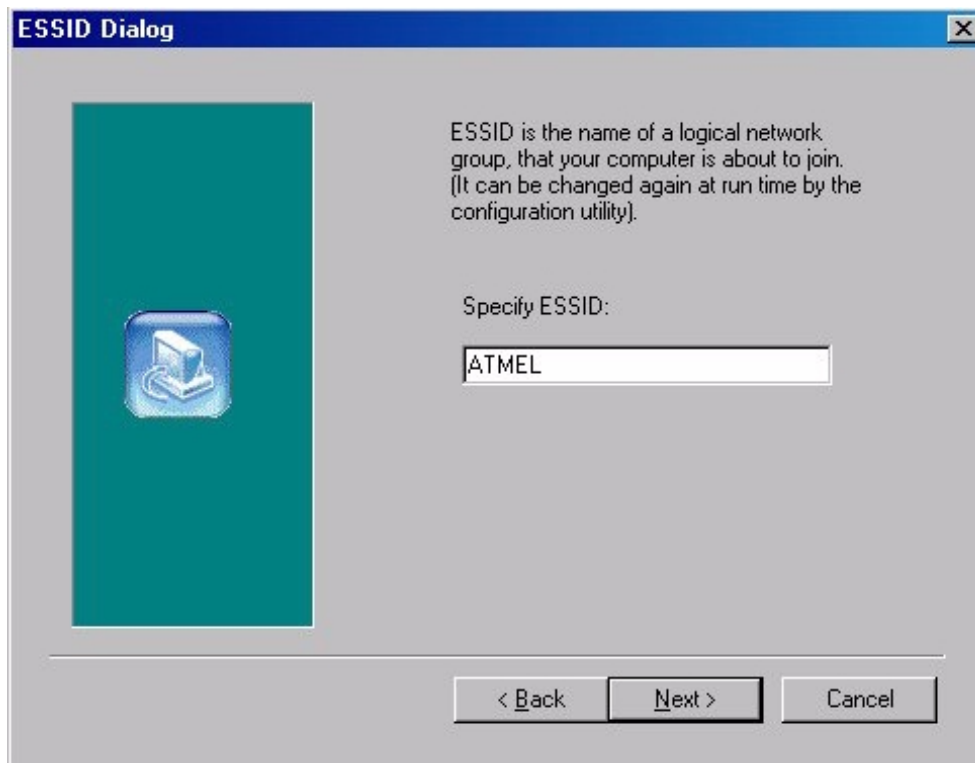 ESSID Dialog
ESSID is the name of a logical network
group, that your computer is about to join.
(It can be changed again at run time by the
configuration utility).
Specify ESSID:
ATMEL
< Back
Next >
Cancel